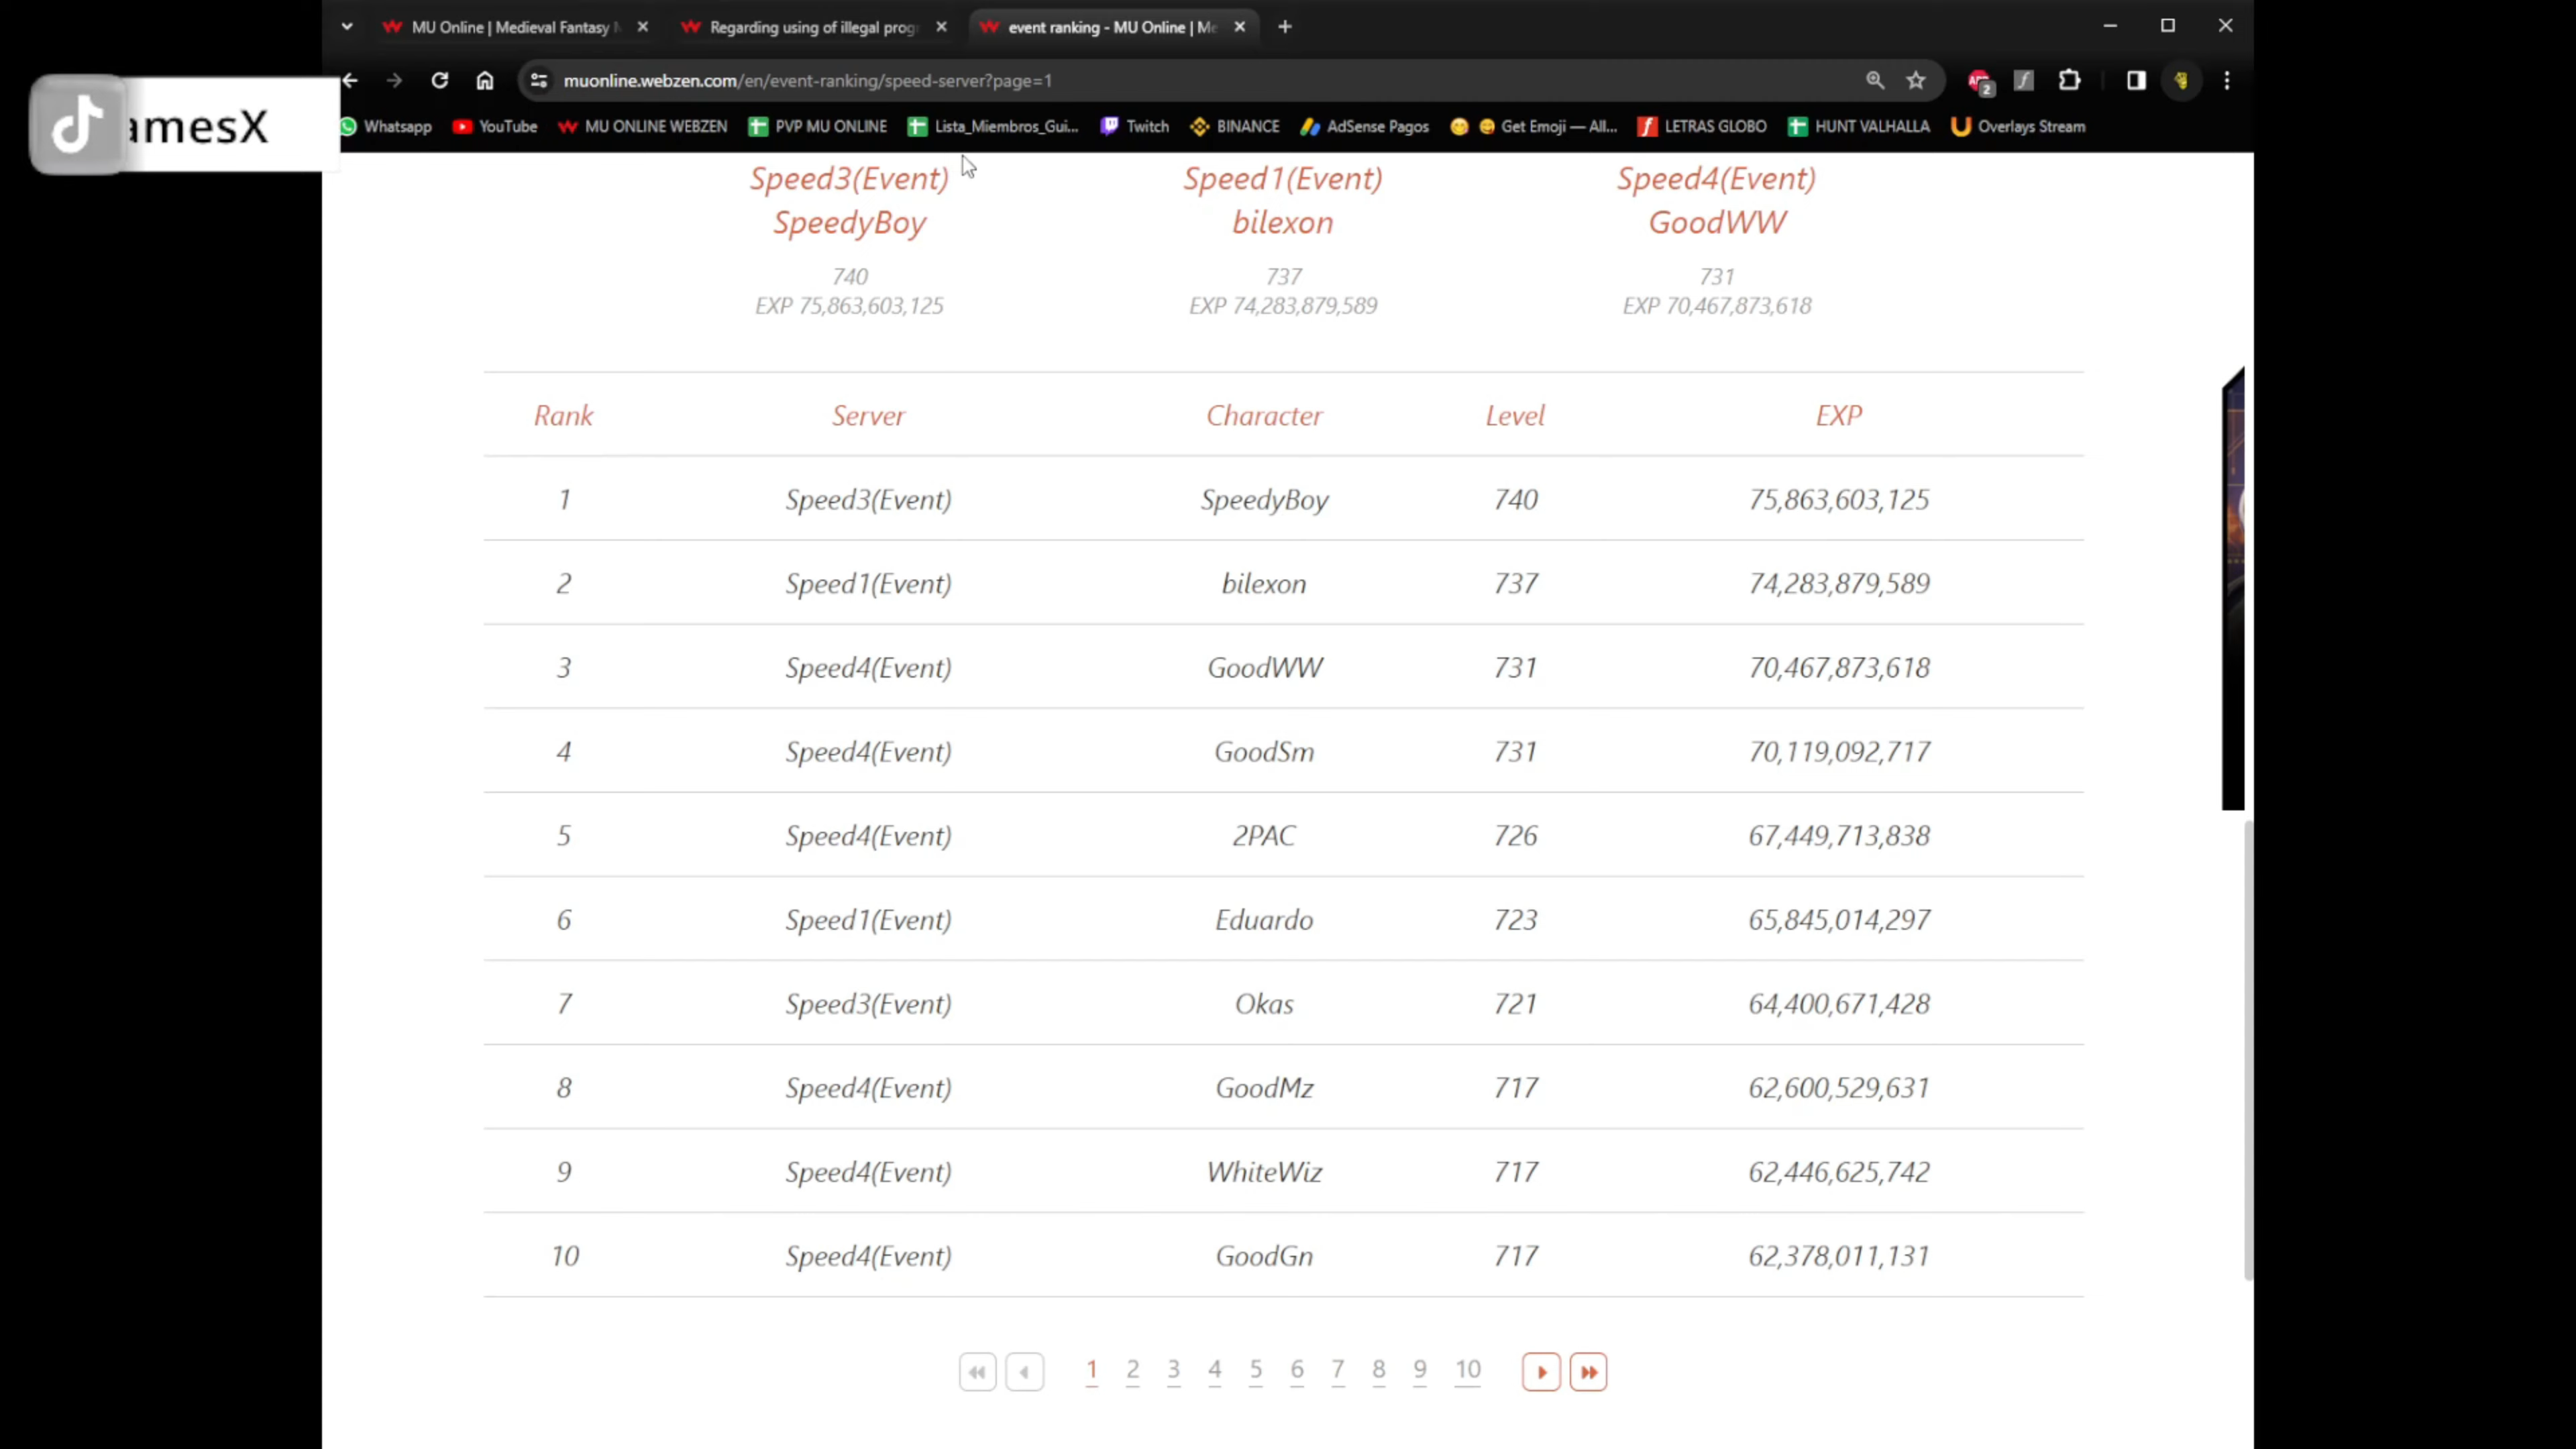 MU Online | Medieval Fantasy
Regarding using of illegal prog
event ranking - MU Online | Me
muonline.webzen.com/en/event-ranking/speed-server?page=1
2
amesX
Whatsapp YouTube MU ONLINE WEBZEN PVP MU ONLINE Lista_Miembros_Gui... Twitch BINANCE AdSense Pagos Get Emoji — All... LETRAS GLOBO HUNT VALHALLA Overlays Stream
Speed3(Event) Speed1(Event) Speed4(Event)
SpeedyBoy bilexon GoodWW
740 737 731
EXP 75,863,603,125 EXP 74,283,879,589 EXP 70,467,873,618
Rank Server Character Level EXP
1 Speed3(Event) SpeedyBoy 740 75,863,603,125
2 Speed1(Event) bilexon 737 74,283,879,589
3 Speed4(Event) GoodWW 731 70,467,873,618
4 Speed4(Event) GoodSm 731 70,119,092,717
5 Speed4(Event) 2PAC 726 67,449,713,838
6 Speed1(Event) Eduardo 723 65,845,014,297
7 Speed3(Event) Okas 721 64,400,671,428
8 Speed4(Event) GoodMz 717 62,600,529,631
9 Speed4(Event) WhiteWiz 717 62,446,625,742
10 Speed4(Event) GoodGn 717 62,378,011,131
1 2 3 4 5 6 7 8 9 10